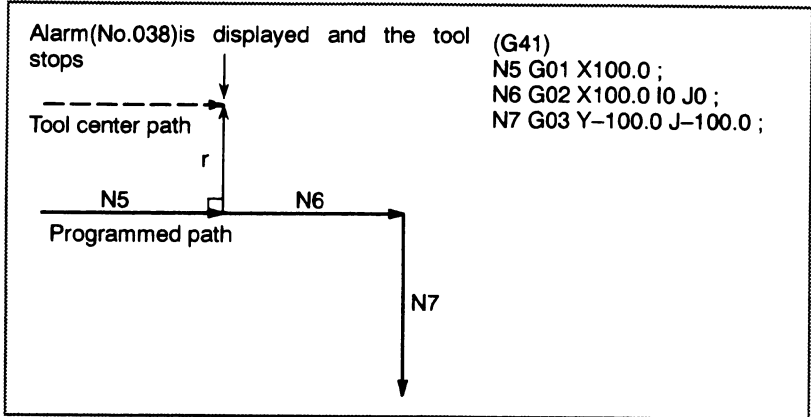 Alarm(No.038)is displayed and the tool
stops
(G41)
N5 G01 X100.0 ;
N6 G02 X100.0 I0 J0 ;
N7 G03 Y–100.0 J–100.0 ;
Tool center path
r
N5
N6
Programmed path
N7